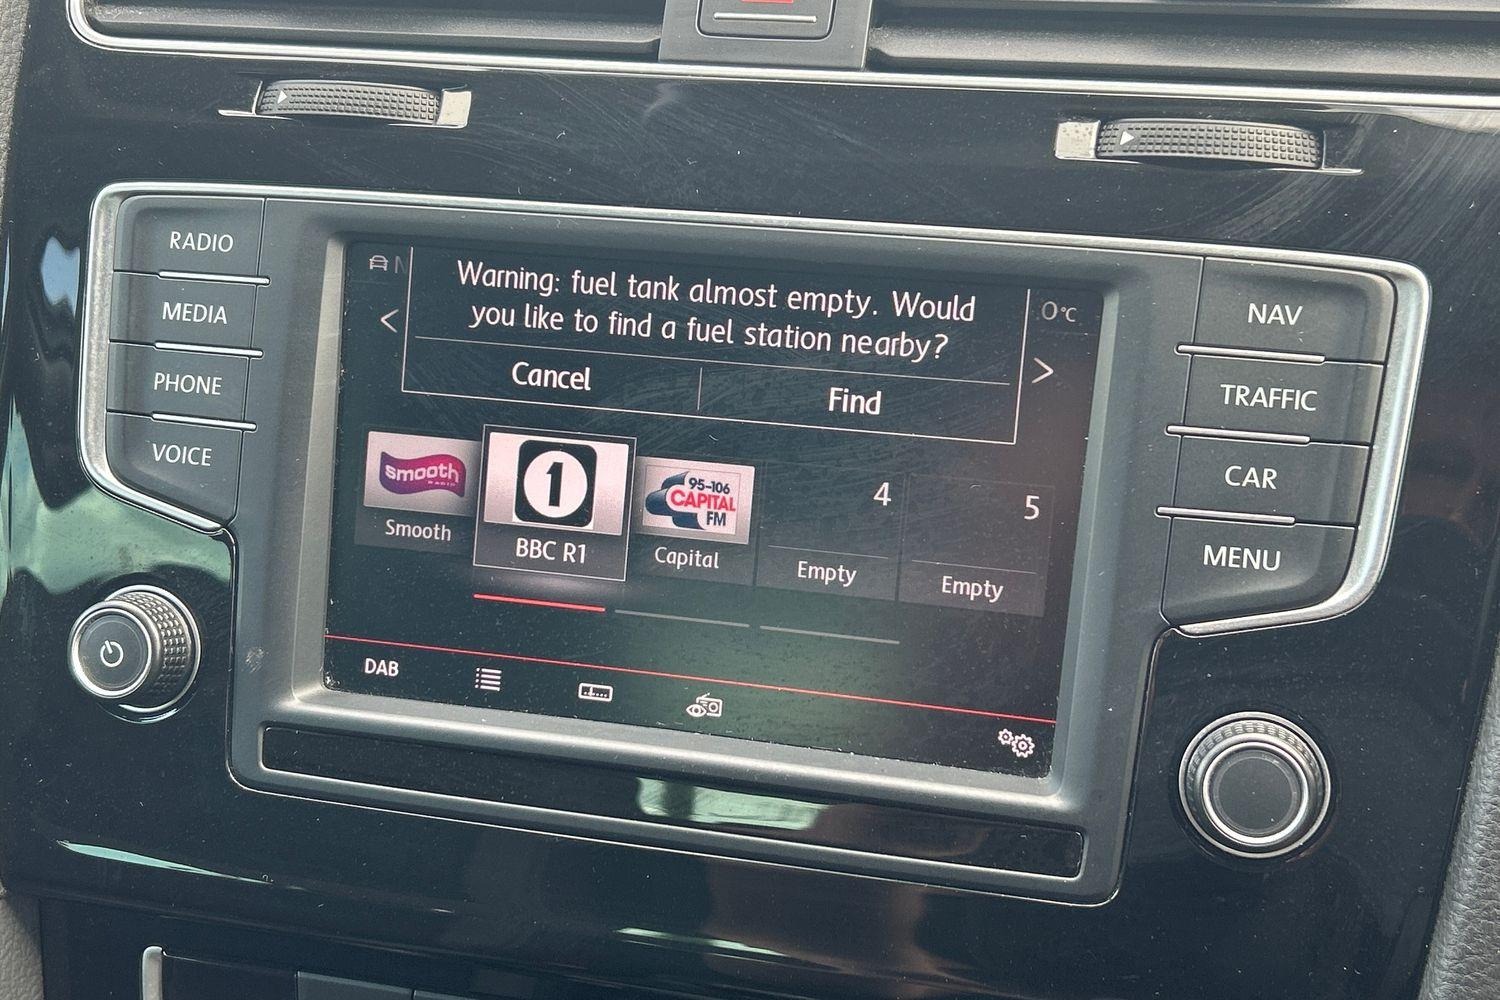 RADIO
MEDIA
PHONE
VOICE
Warning: fuel tank almost empty. Would
you like to find a fuel station nearby?
Cancel
Find
0°C
smooth
RADIO
Smooth
1
BBC R1
95-106
CAPITAL
FM
Capital
4
Empty
5
Empty
DAB
NAV
TRAFFIC
CAR
MENU